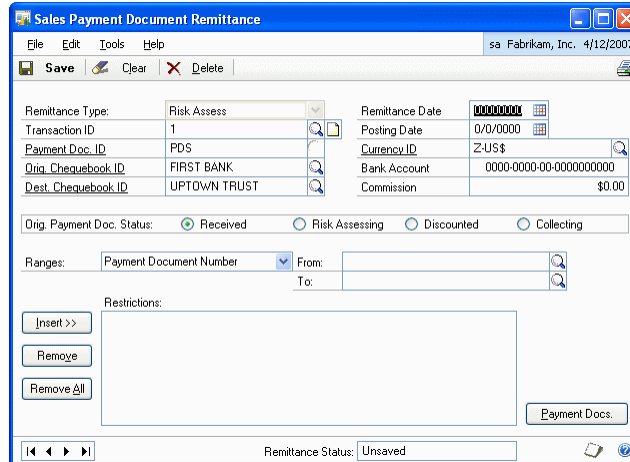 Sales Payment Document Remittance
File Edit Tools Help sa Fabrikam, Inc. 4/12/2007
Save Clear Delete
Remittance Type: Risk Assess Remittance Date 00000000
Transaction ID 1 Posting Date 0/0/0000
Payment Doc. ID PDS Currency ID Z-US$
Orig. Chequebook ID FIRST BANK Bank Account 0000-0000-00-0000000000
Dest. Chequebook ID UPTOWN TRUST Commission $0.00
Orig. Payment Doc. Status: Received Risk Assessing Discounted Collecting
Ranges: Payment Document Number From:
To:
Restrictions:
Insert >>
Remove
Remove All
Payment Docs.
Remittance Status: Unsaved